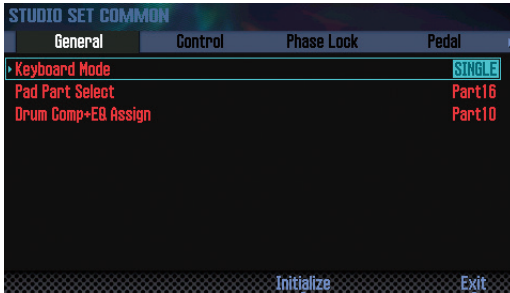 STUDIO SET COMMON
General Control Phase Lock Pedal
Keyboard Mode SINGLE
Pad Part Select Part16
Drum Comp+EQ Assign Part10
Initialize Exit